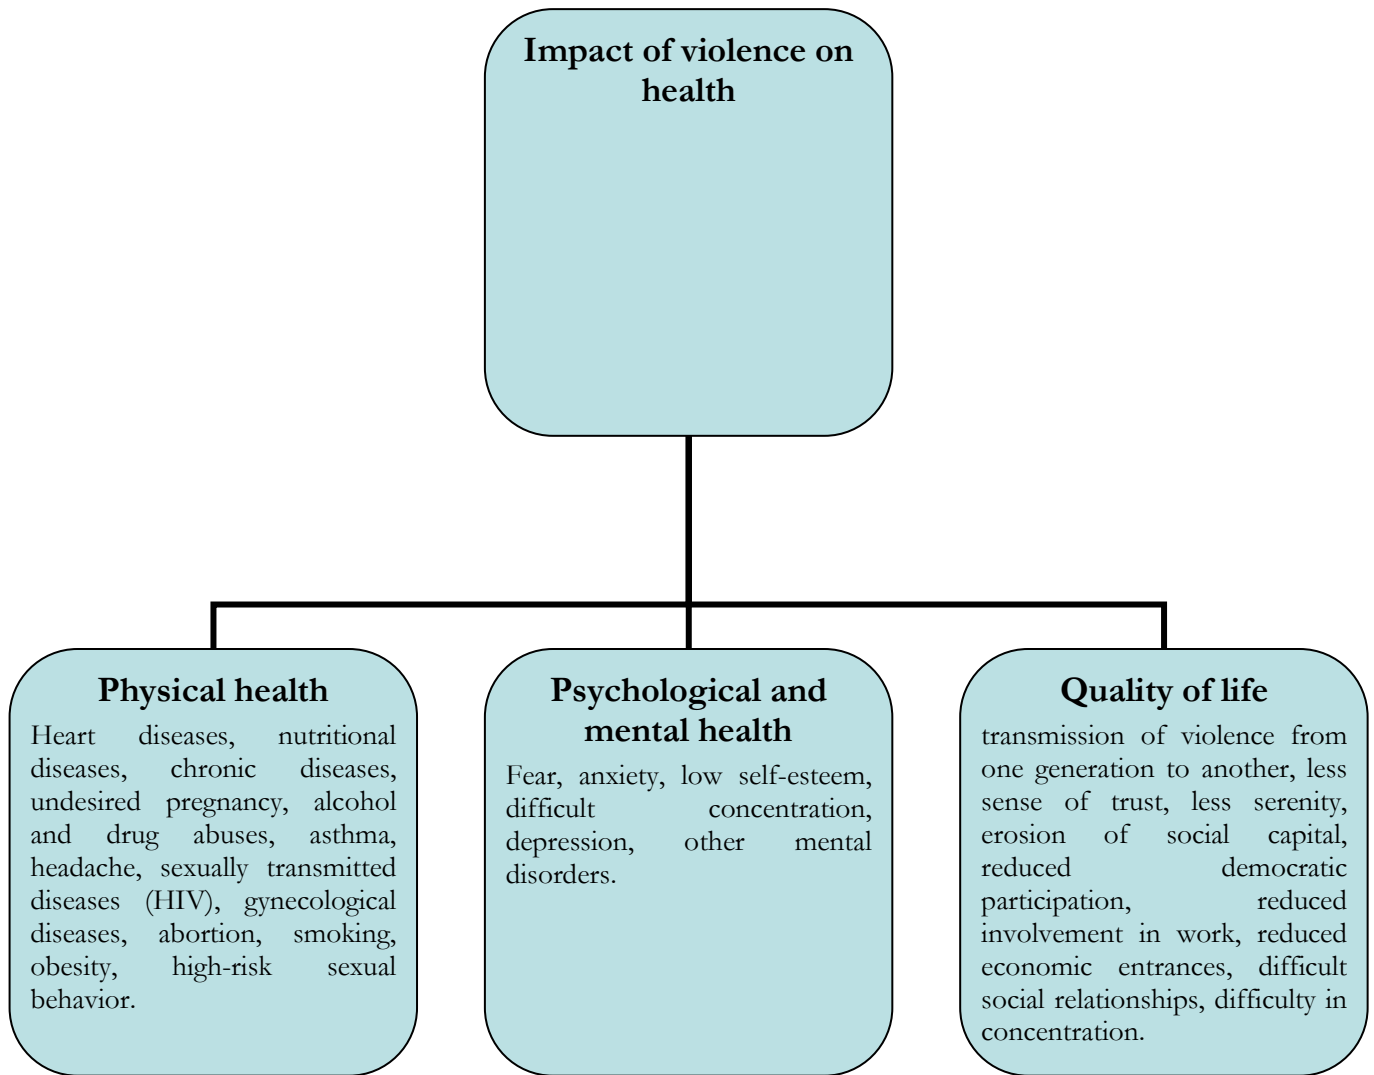 Impact of violence on
health
Physical health
Heart diseases, nutritional
diseases, chronic diseases,
undesired pregnancy, alcohol
and drug abuses, asthma,
headache, sexually transmitted
diseases (HIV), gynecological
diseases, abortion, smoking,
obesity, high-risk sexual
behavior.
Psychological and
mental health
Fear, anxiety, low self-esteem,
difficult concentration,
depression, other mental
disorders.
Quality of life
transmission of violence from
one generation to another, less
sense of trust, less serenity,
erosion of social capital,
reduced democratic
participation, reduced
involvement in work, reduced
economic entrances, difficult
social relationships, difficulty in
concentration.